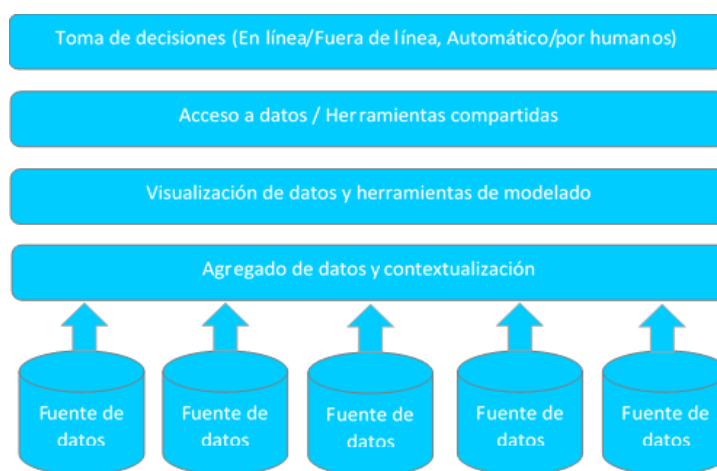 Toma de decisiones (En línea/Fuera de línea, Automático/por humanos)
Acceso a datos / Herramientas compartidas
Visualización de datos y herramientas de modelado
Agregado de datos y contextualización
Fuente de
datos
Fuente de
datos
Fuente de
datos
Fuente de
datos
Fuente de
datos